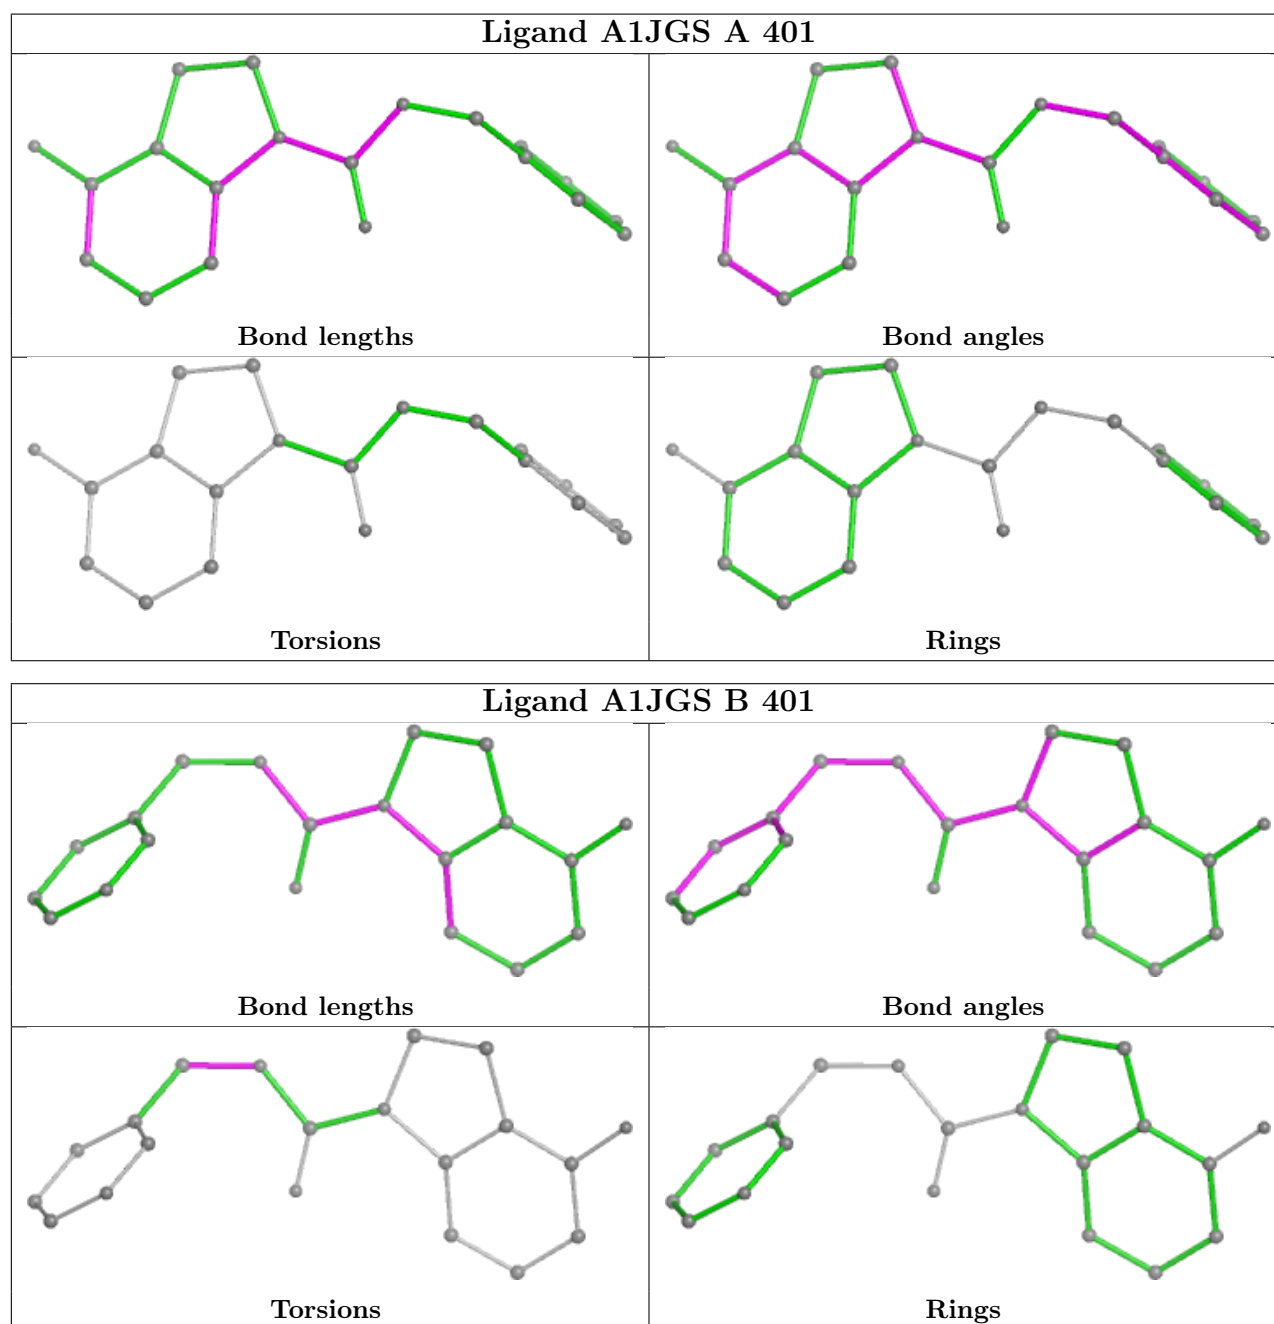 Ligand A1JGS A 401
Bond lengths
Bond angles
Torsions
Rings
Ligand A1JGS B 401
Bond lengths
Bond angles
Torsions
Rings